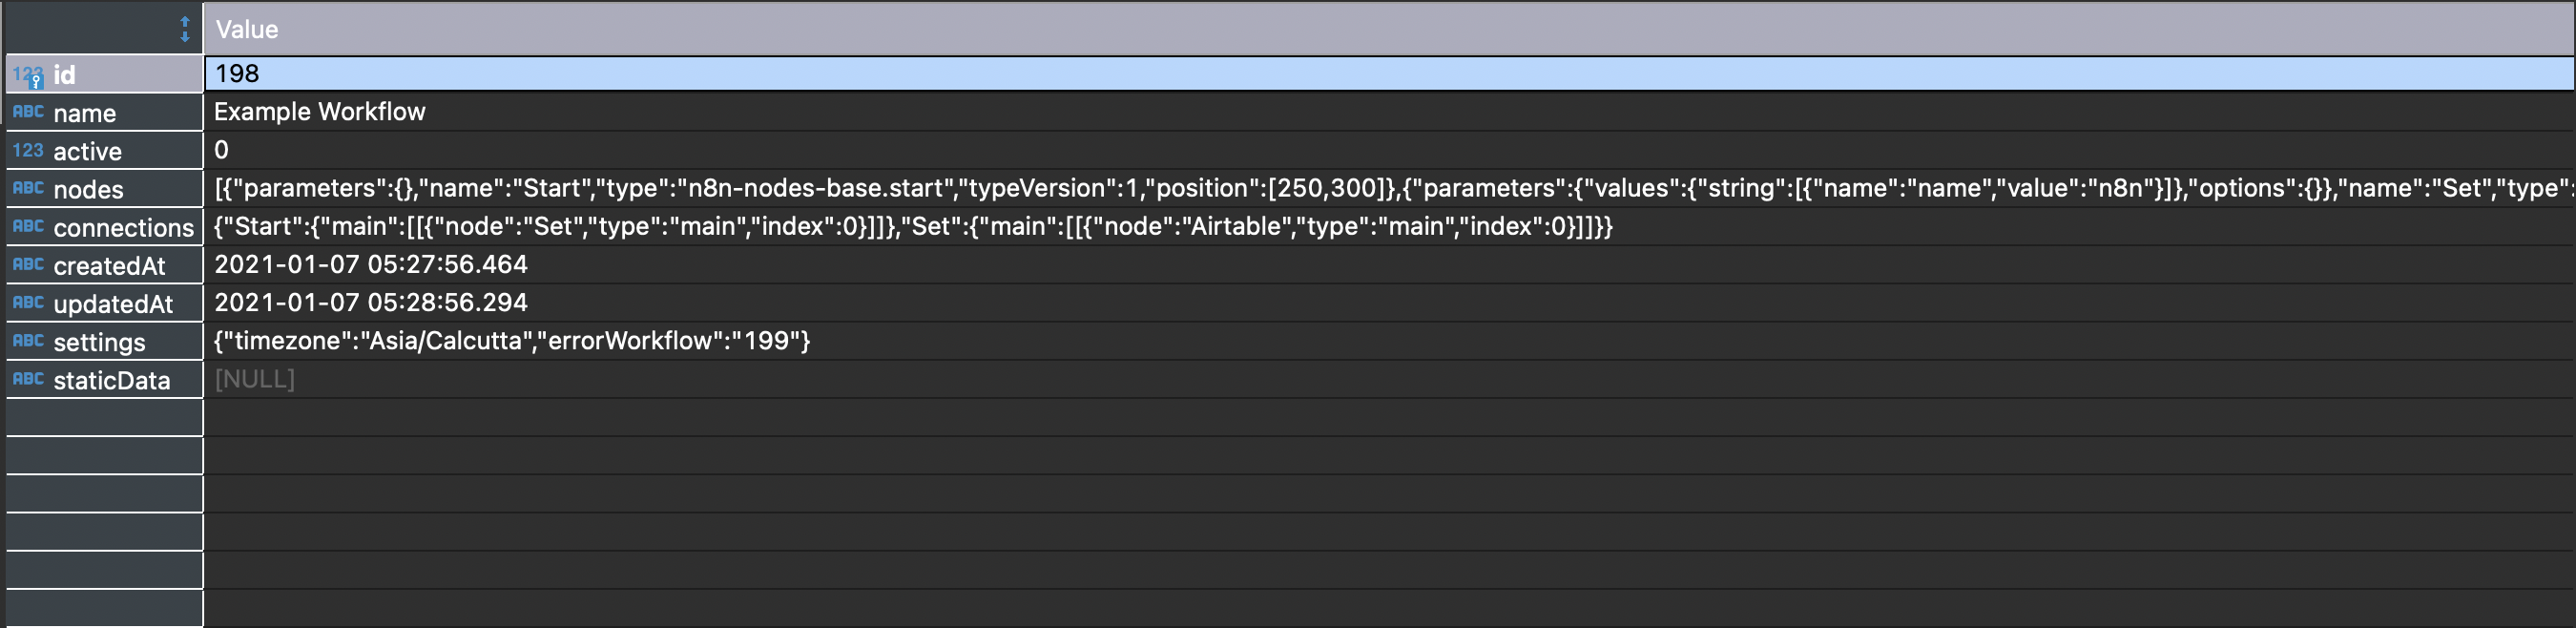 Value
123 id 198
ABC name Example Workflow
123 active 0
ABC nodes [{"parameters":{},"name":"Start","type":"n8n-nodes-base.start","typeVersion":1,"position":[250,300]},{"parameters":{"values":{"string":[{"name":"name","value":"n8n"}]},"options":{}},"name":"Set","type":
ABC connections {"Start":{"main":[[{"node":"Set","type":"main","index":0}]]},"Set":{"main":[[{"node":"Airtable","type":"main","index":0}]]}}
ABC createdAt 2021-01-07 05:27:56.464
ABC updatedAt 2021-01-07 05:28:56.294
ABC settings {"timezone":"Asia/Calcutta","errorWorkflow":"199"}
ABC staticData [NULL]